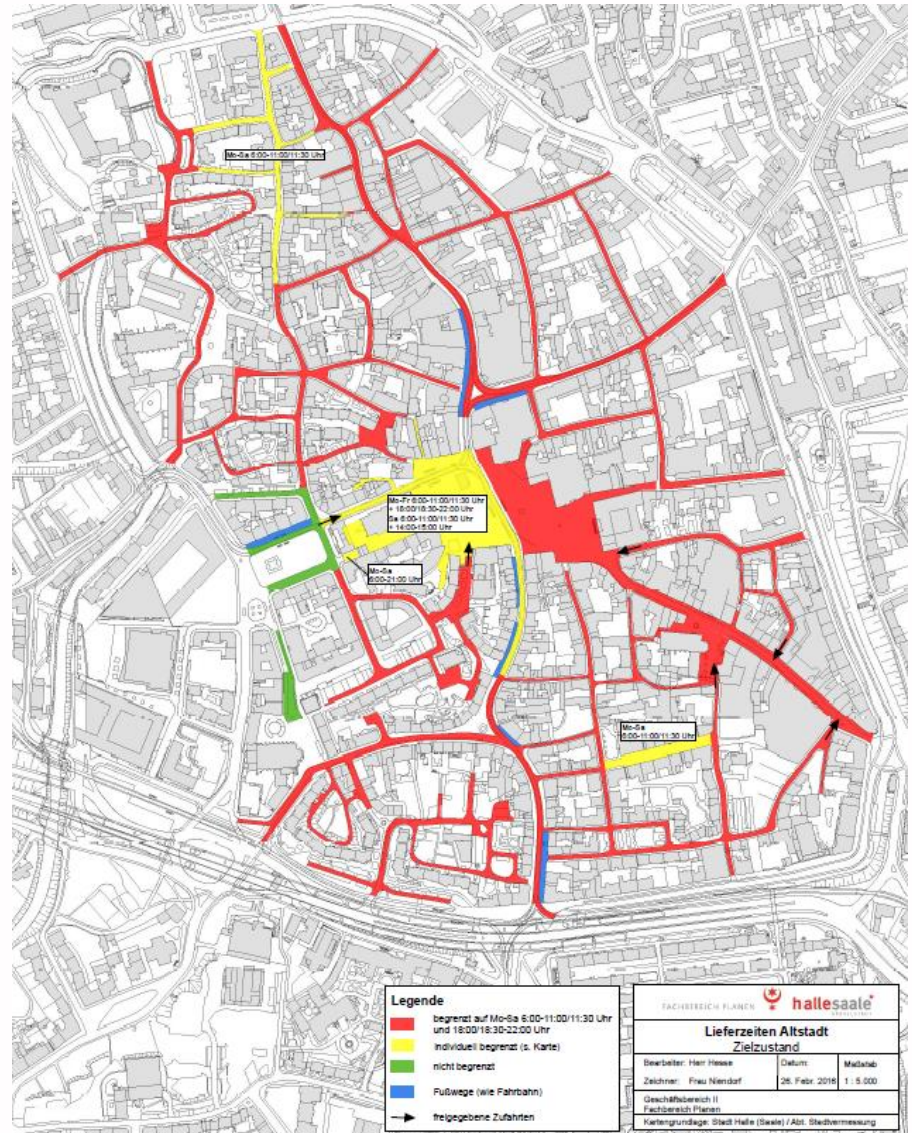 Mo-Sa 6:00-11:00/11:30 Uhr
Mo-Fr 6:00-11:00/11:30 Uhr
+ 18:00/18:30-22:00 Uhr
Sa 6:00-11:00/11:30 Uhr
+ 14:00-15:00 Uhr
Mo-Sa
6:00-21:00 Uhr
Mo-Sa
6:00-11:00/11:30 Uhr
Legende
begrenzt auf Mo-Sa 6:00-11:00/11:30 Uhr
und 18:00/18:30-22:00 Uhr
individuell begrenzt (s. Karte)
nicht begrenzt
Fußwege (wie Fahrbahn)
freigegebene Zufahrten
FACHBEREICH PLANEN hallesaale
Lieferzeiten Altstadt
Zielzustand
Bearbeiter: Herr Hesse Datum: Maßstab
Zeichner: Frau Niendorf 26. Febr. 2016 1 : 5.000
Geschäftsbereich II
Fachbereich Planen
Kartengrundlage: Stadt Halle (Saale) / Abt. Stadtvermessung